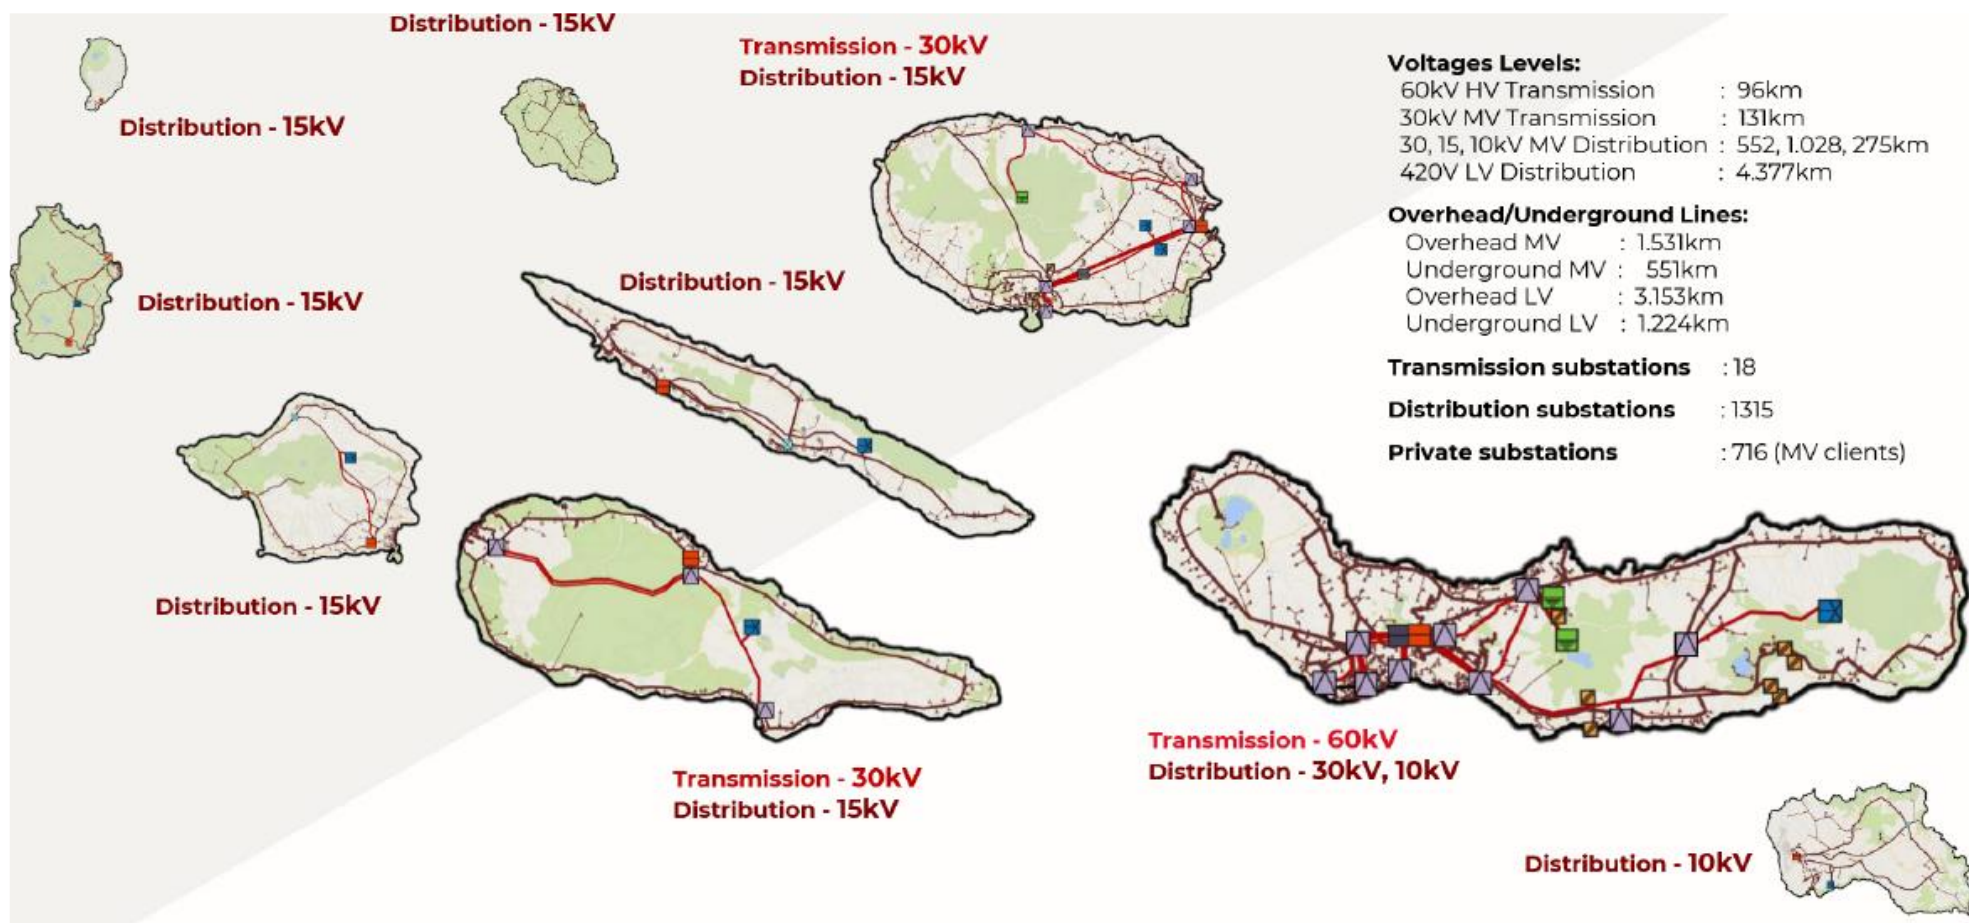 Distribution - 15kV
Transmission - 30kV
Distribution - 15kV
Distribution - 15kV
Distribution - 15kV
Distribution - 15kV
Distribution - 15kV
Transmission - 30kV
Distribution - 15kV
Transmission - 60kV
Distribution - 30kV, 10kV
Distribution - 10kV
Voltages Levels:
60kV HV Transmission : 96km
30kV MV Transmission : 131km
30, 15, 10kV MV Distribution : 552, 1.028, 275km
420V LV Distribution : 4.377km
Overhead/Underground Lines:
Overhead MV : 1.531km
Underground MV : 551km
Overhead LV : 3.153km
Underground LV : 1.224km
Transmission substations : 18
Distribution substations : 1315
Private substations : 716 (MV clients)